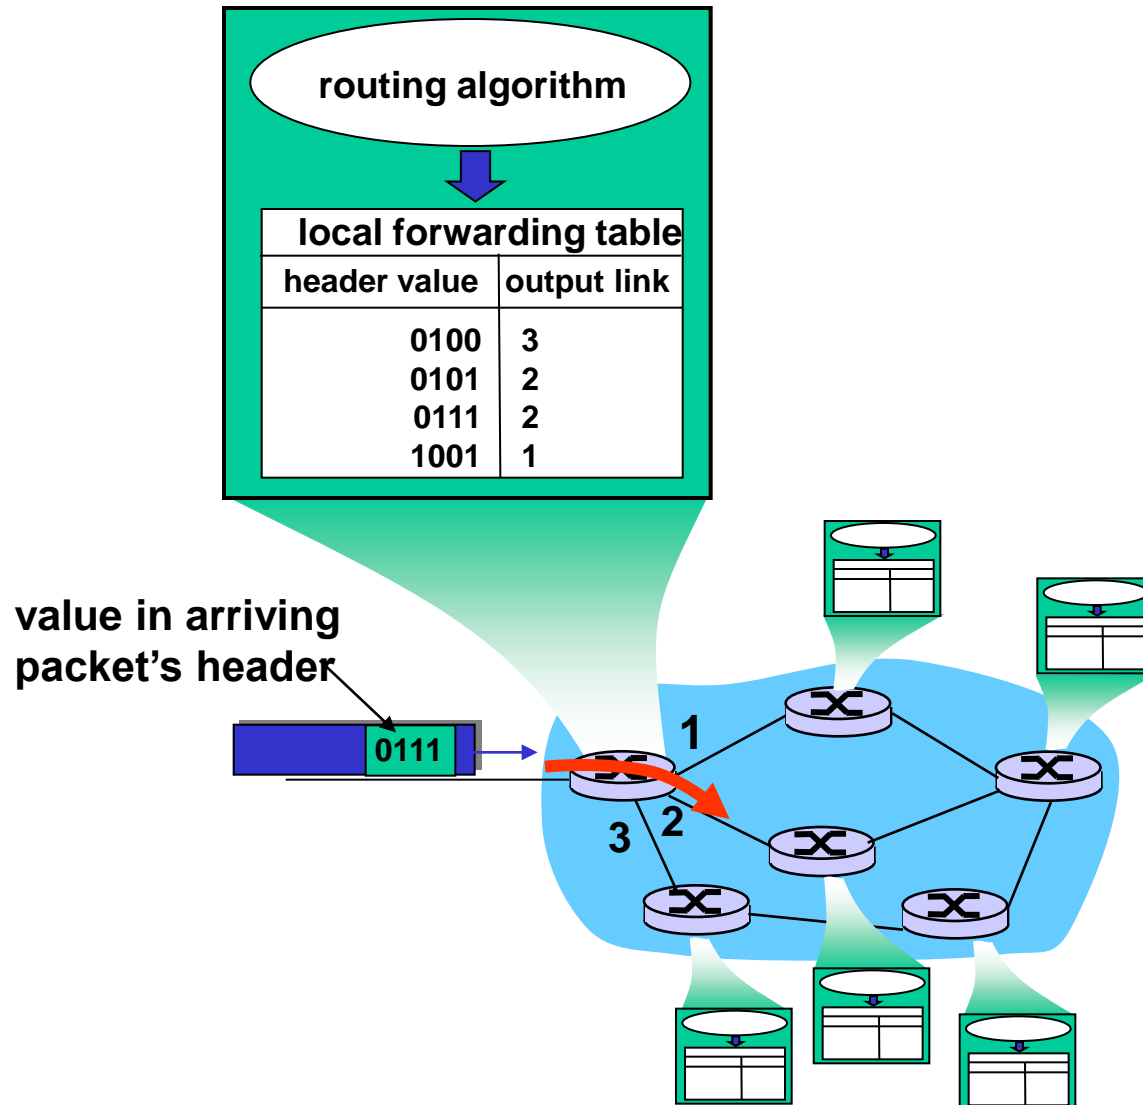 routing algorithm
local forwarding table
header value output link
0100 3
0101 2
0111 2
1001 1
value in arriving
packet's header
0111
1
2
3